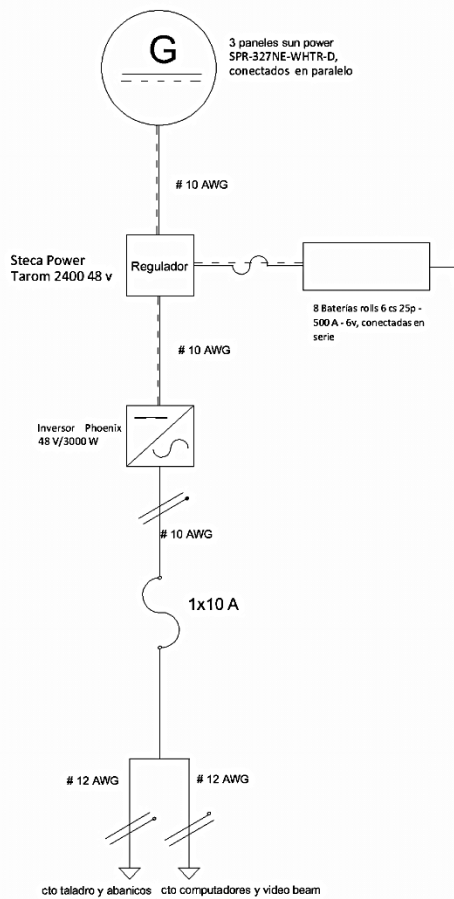 G
3 paneles sun power
SPR-327NE-WHTR-D,
conectados en paralelo
# 10 AWG
Steca Power
Tarom 2400 48 v
Regulador
8 Baterías rolls 6 cs 25p -
500 A - 6v, conectadas en
serie
# 10 AWG
Inversor Phoenix
48 V/3000 W
# 10 AWG
1x10 A
# 12 AWG
# 12 AWG
cto taladro y abanicos
cto computadores y video beam